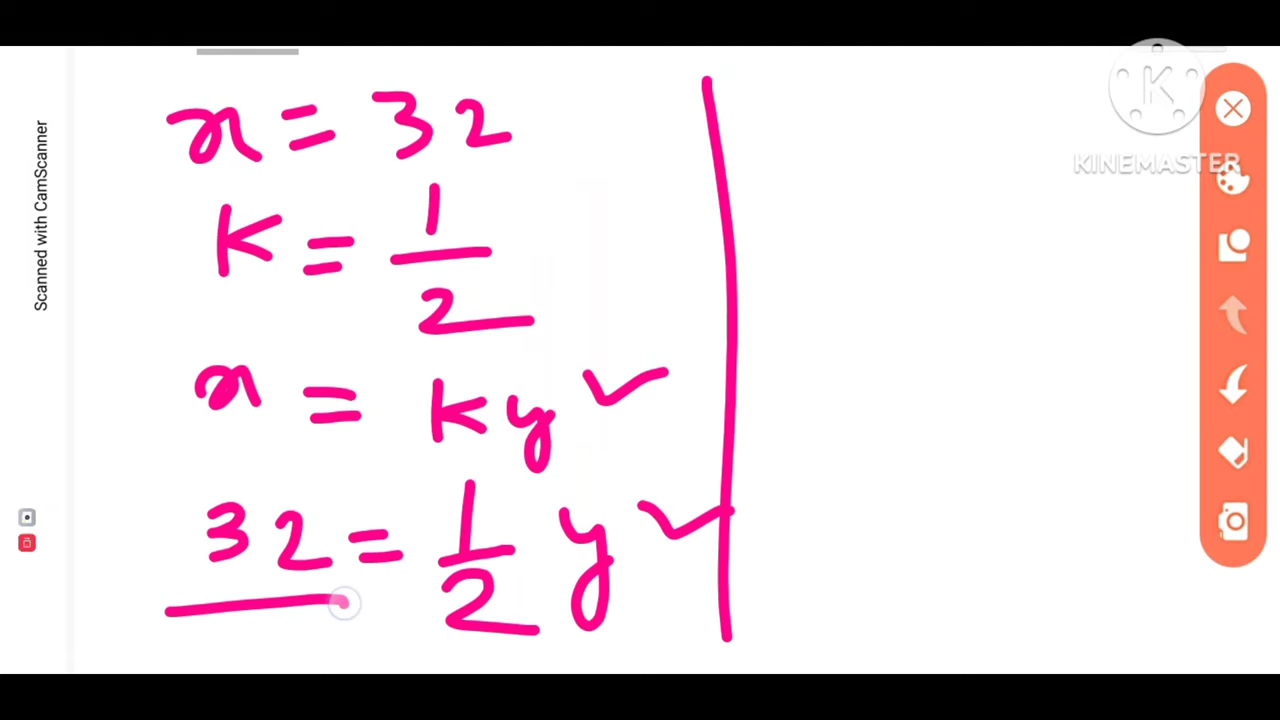 x = 32
K = 1/2
x = Ky ✓
32 = 1/2 y ✓
Scanned with CamScanner
K
KINEMASTER